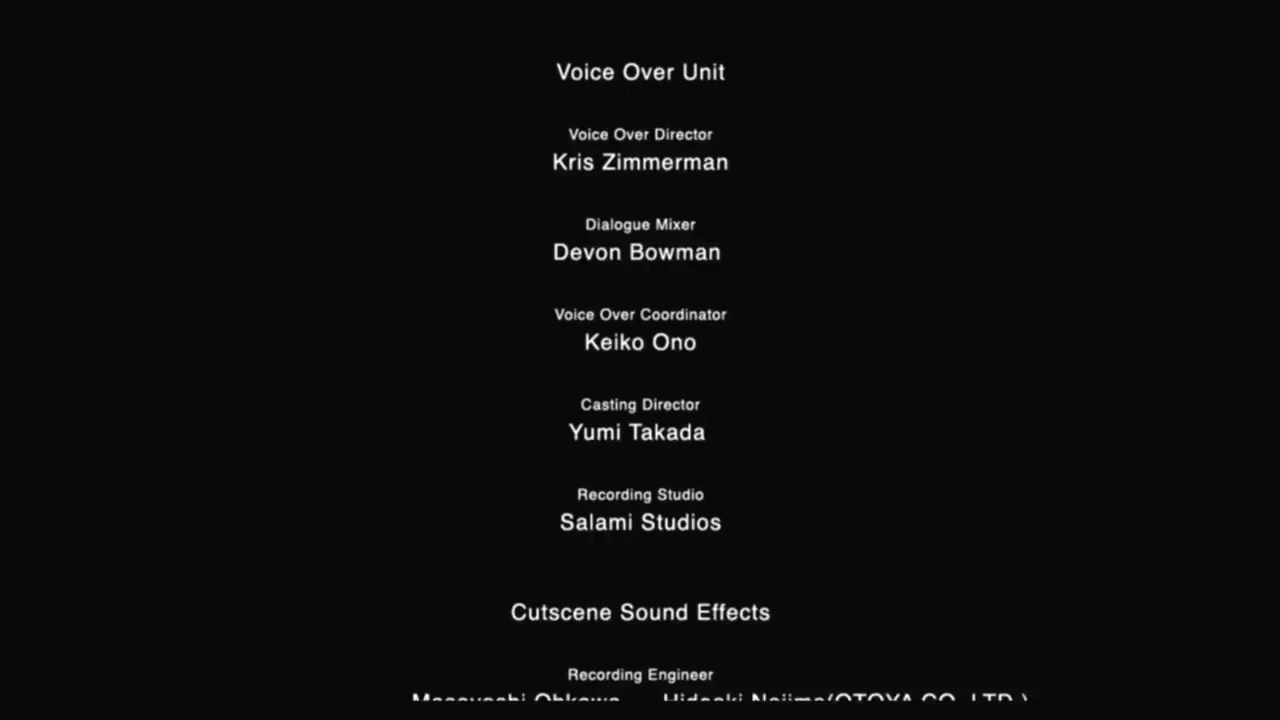 Voice Over Unit
Voice Over Director
Kris Zimmerman
Dialogue Mixer
Devon Bowman
Voice Over Coordinator
Keiko Ono
Casting Director
Yumi Takada
Recording Studio
Salami Studios
Cutscene Sound Effects
Recording Engineer